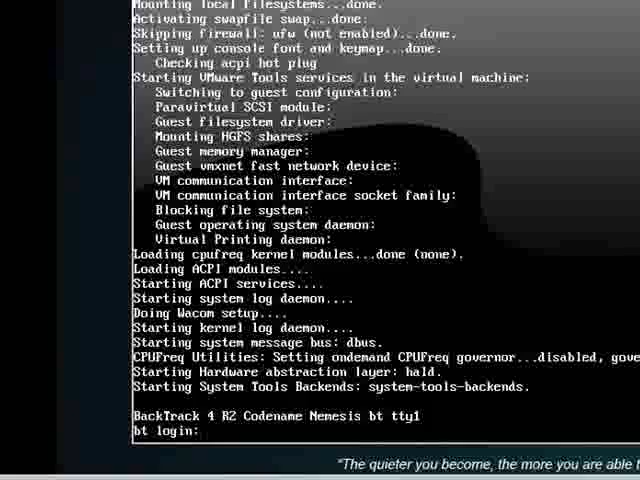 Mounting local filesystems...done.
Activating swapfile swap...done:
Skipping firewall: ufw (not enabled)...done.
Setting up console font and keymap...done.
Checking acpi hot plug
Starting VMware Tools services in the virtual machine:
Switching to guest configuration:
Paravirtual SCSI module:
Guest filesystem driver:
Mounting HGFS shares:
Guest memory manager:
Guest vmxnet fast network device:
VM communication interface:
VM communication interface socket family:
Blocking file system:
Guest operating system daemon:
Virtual Printing daemon:
Loading cpufreq kernel modules...done (none).
Loading ACPI modules....
Starting ACPI services....
Starting system log daemon....
Doing Wacom setup....
Starting kernel log daemon....
Starting system message bus: dbus.
CPUFreq Utilities: Setting ondemand CPUFreq governor...disabled, gove
Starting Hardware abstraction layer: hald.
Starting System Tools Backends: system-tools-backends.
BackTrack 4 R2 Codename Nemesis bt tty1
bt login:
"The quieter you become, the more you are able t